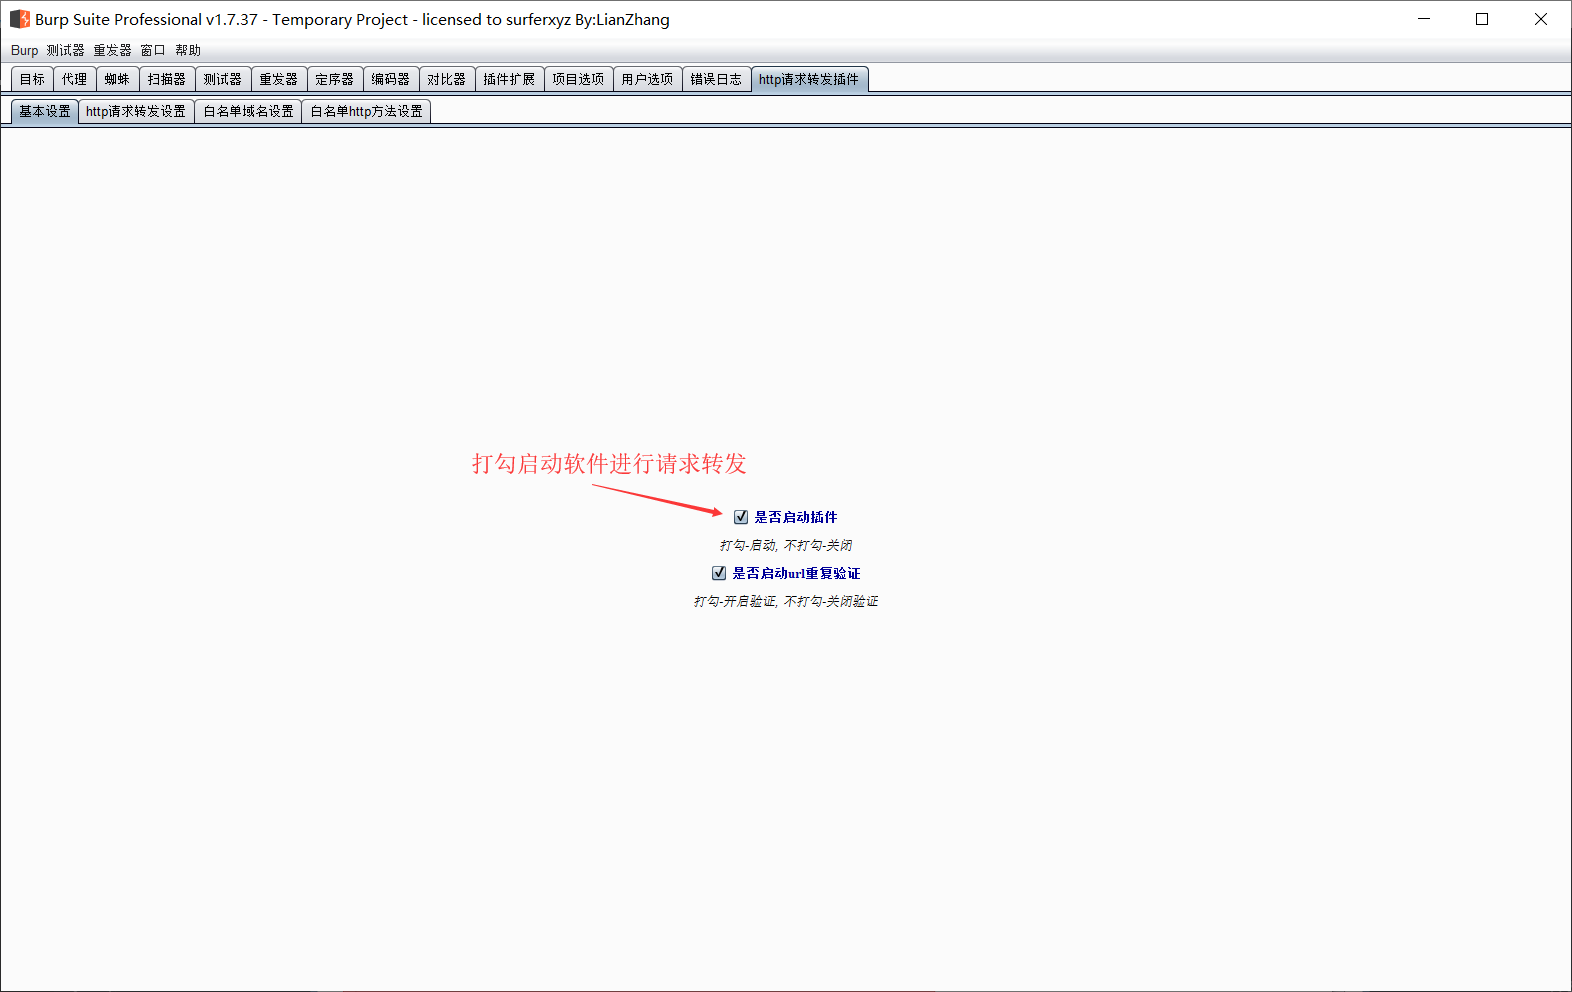 Burp Suite Professional v1.7.37 - Temporary Project - licensed to surferxyz By:LianZhang
Burp 测试器 重发器 窗口 帮助
目标 代理 蜘蛛 扫描器 测试器 重发器 定序器 编码器 对比器 插件扩展 项目选项 用户选项 错误日志 http请求转发插件
基本设置 http请求转发设置 白名单域名设置 白名单http方法设置
打勾启动软件进行请求转发
是否启动插件
打勾-启动, 不打勾-关闭
是否启动url重复验证
打勾-开启验证, 不打勾-关闭验证